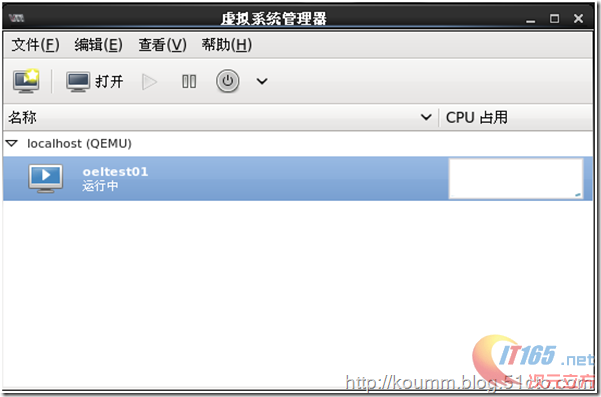 虚拟系统管理器
文件(F) 编辑(E) 查看(V) 帮助(H)
打开
名称 CPU 占用
localhost (QEMU)
oeltest01
运行中
IT165.net
http://koumm.blog.51cto.com